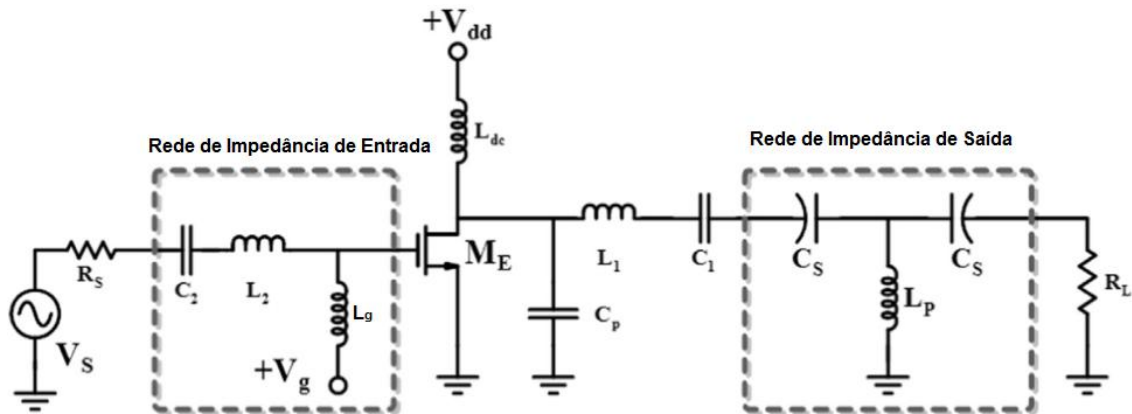 +Vdd
Ldc
Rede de Impedância de Entrada
Rede de Impedância de Saída
RS
C2
L2
Lg
+Vg
VS
ME
L1
C1
Cp
CS
CS
LP
RL